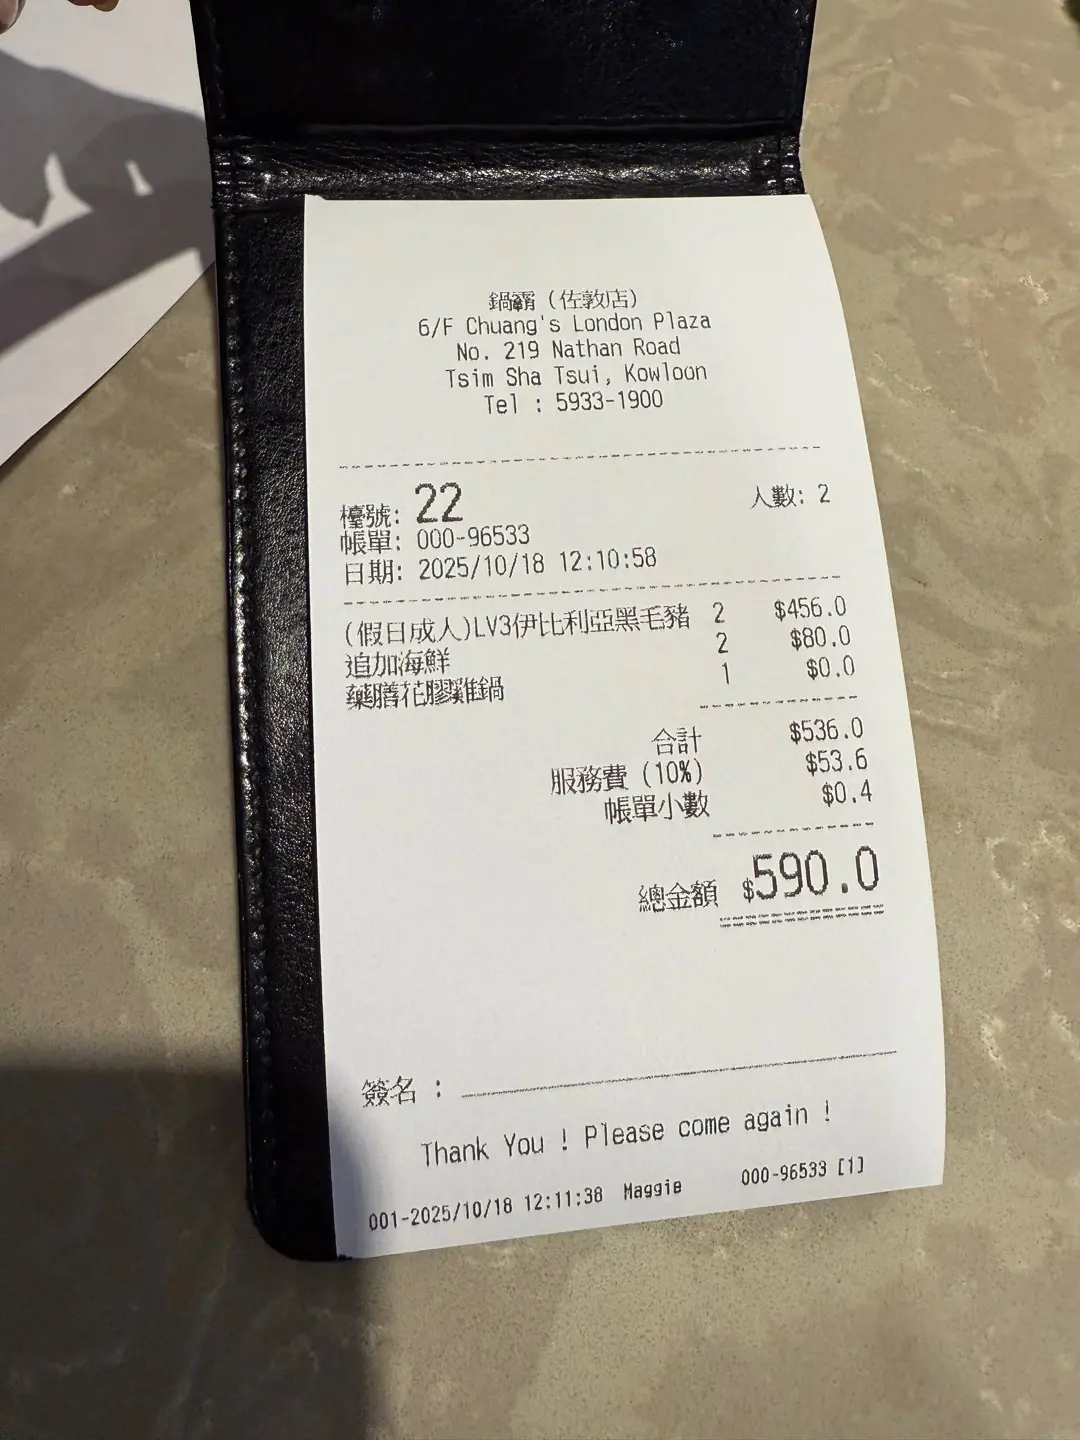 鍋霸 (佐敦店)
6/F Chuang's London Plaza
No. 219 Nathan Road
Tsim Sha Tsui, Kowloon
Tel : 5933-1900
檯號: 22 人數: 2
帳單: 000-96533
日期: 2025/10/18 12:10:58
(假日成人)LV3伊比利亞黑毛豬 2 $456.0
追加海鮮 2 $80.0
藥膳花膠雞鍋 1 $0.0
合計 $536.0
服務費 (10%) $53.6
帳單小數 $0.4
總金額 $590.0
簽名 :
Thank You ! Please come again !
001-2025/10/18 12:11:38 Maggie 000-96533 [1]